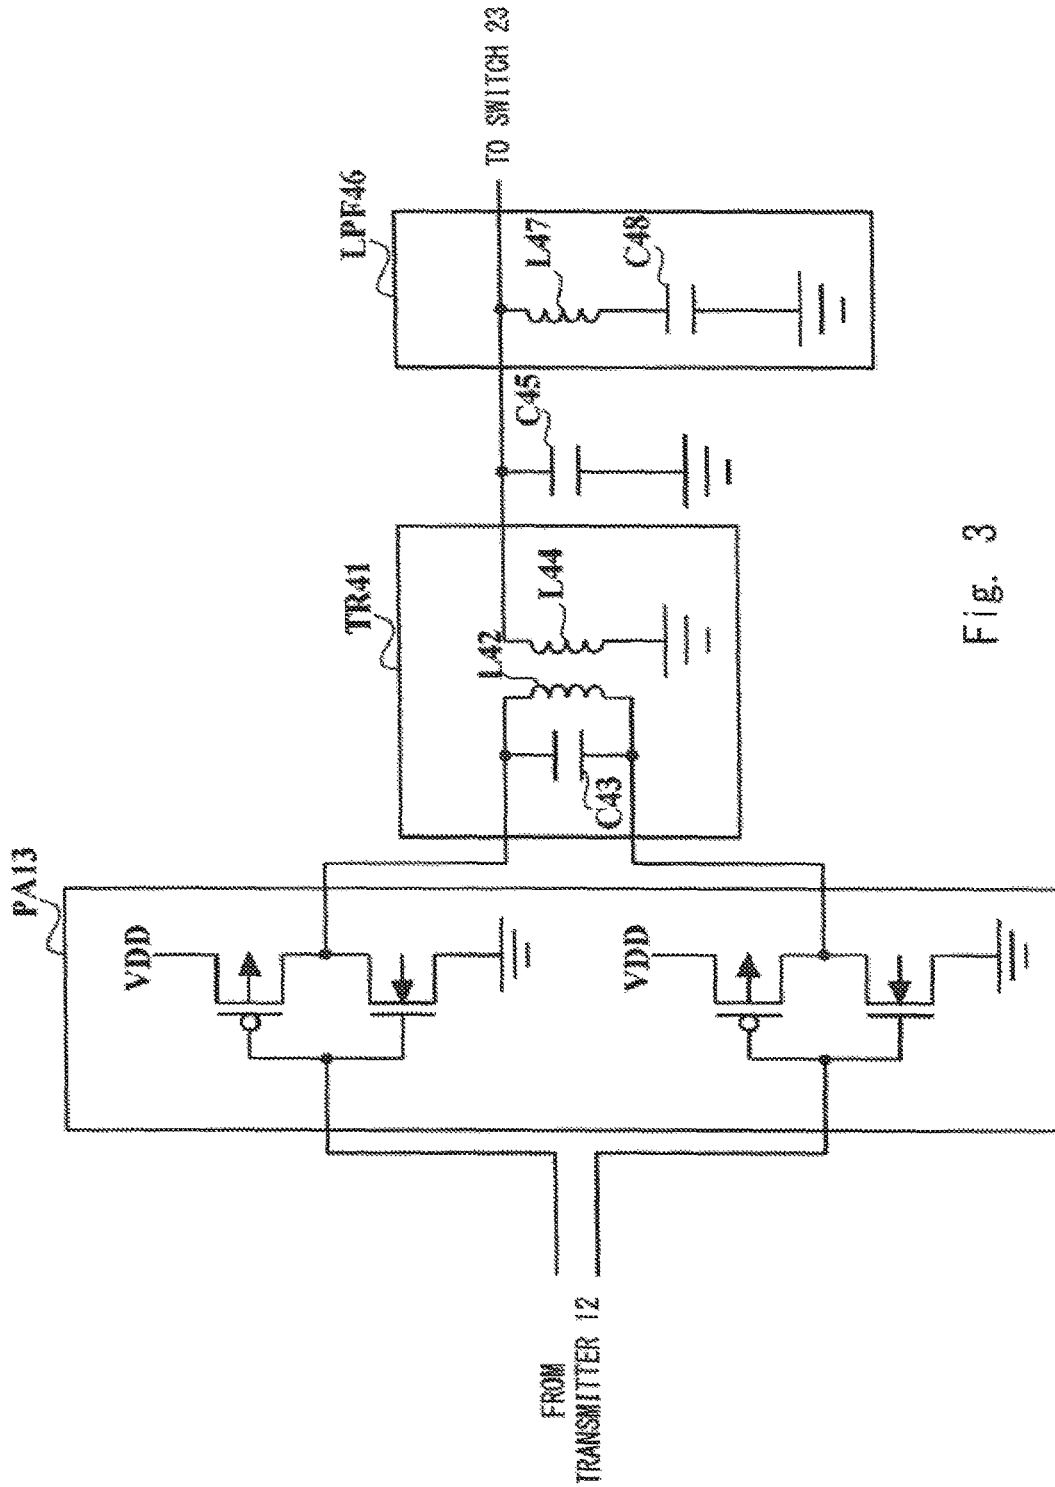 PA13
TR41
LPF46
VDD
L42
L44
C43
C45
L47
C48
TO SWITCH 23
VDD
FROM
TRANSMITTER 12
Fig. 3